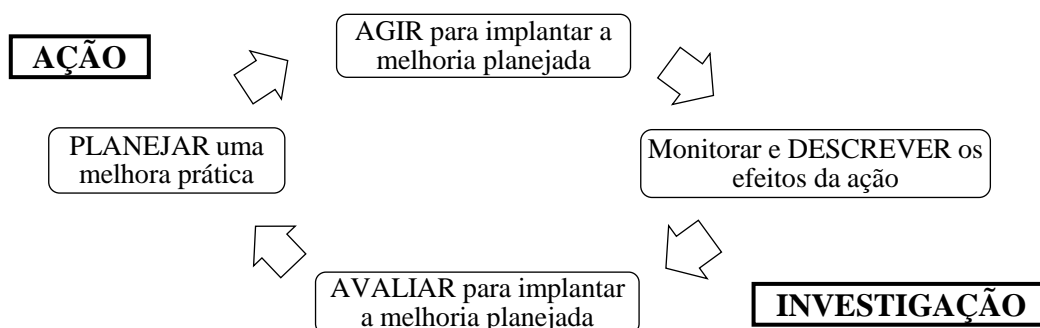 AGIR para implantar a
melhoria planejada
AÇÃO
PLANEJAR uma
melhora prática
Monitorar e DESCREVER os
efeitos da ação
AVALIAR para implantar
a melhoria planejada
INVESTIGAÇÃO